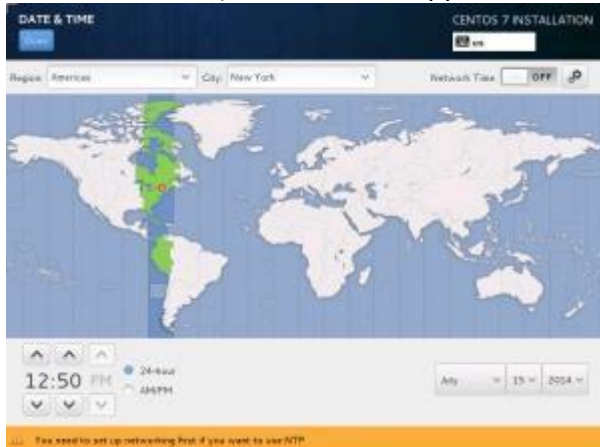 DATE & TIME
CENTOS 7 INSTALLATION
Done
us
Region: Americas City: New York Network Time OFF
12:50 PM
24-hour
AM/PM
July 15 2014
You need to set up networking first if you want to use NTP